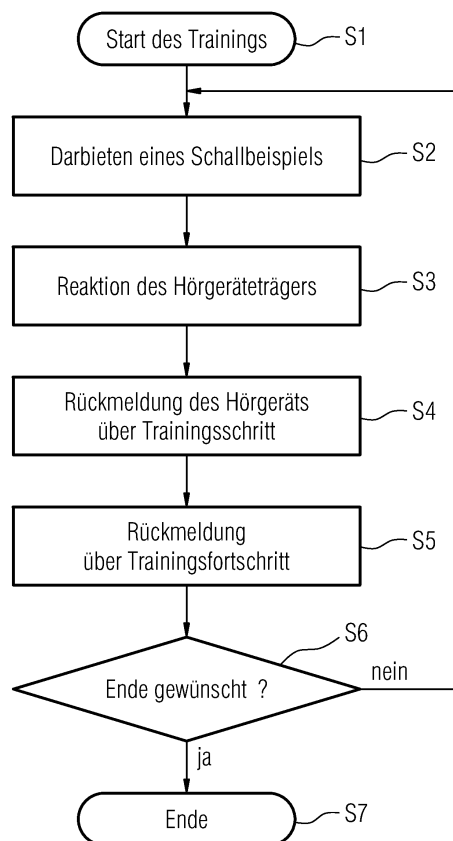 Start des Trainings
S1
Darbieten eines Schallbeispiels
S2
Reaktion des Hörgeräteträgers
S3
Rückmeldung des Hörgeräts
über Trainingsschritt
S4
Rückmeldung
über Trainingsfortschritt
S5
S6
Ende gewünscht ?
nein
ja
Ende
S7